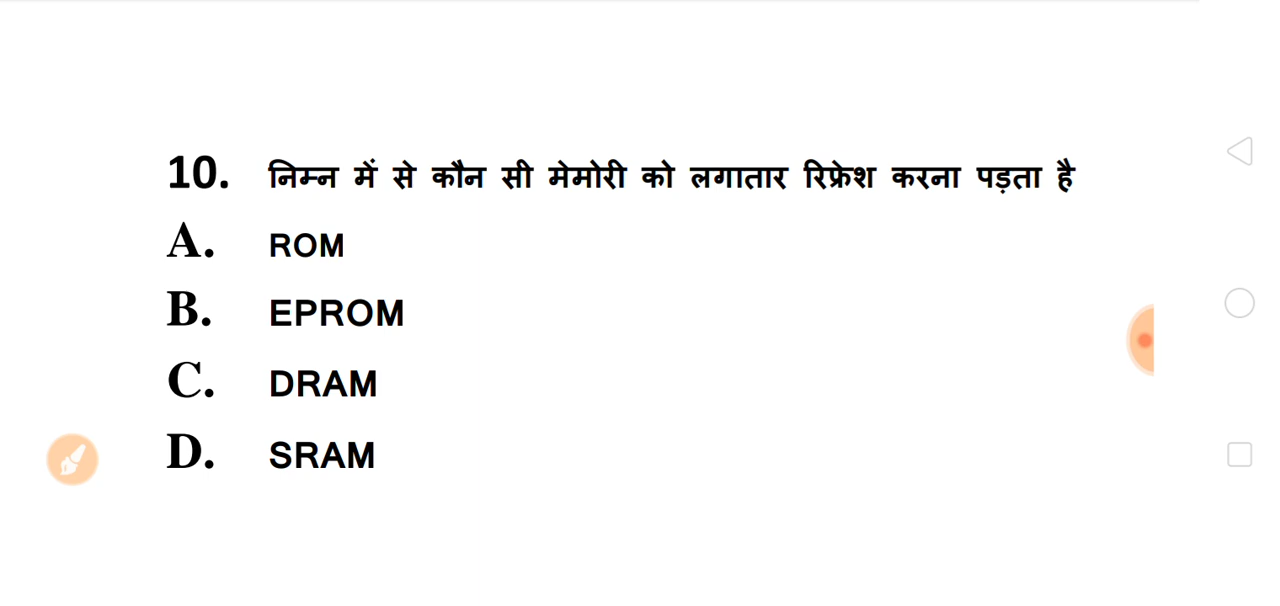 10. निम्न में से कौन सी मेमोरी को लगातार रिफ्रेश करना पड़ता है
A. ROM
B. EPROM
C. DRAM
D. SRAM